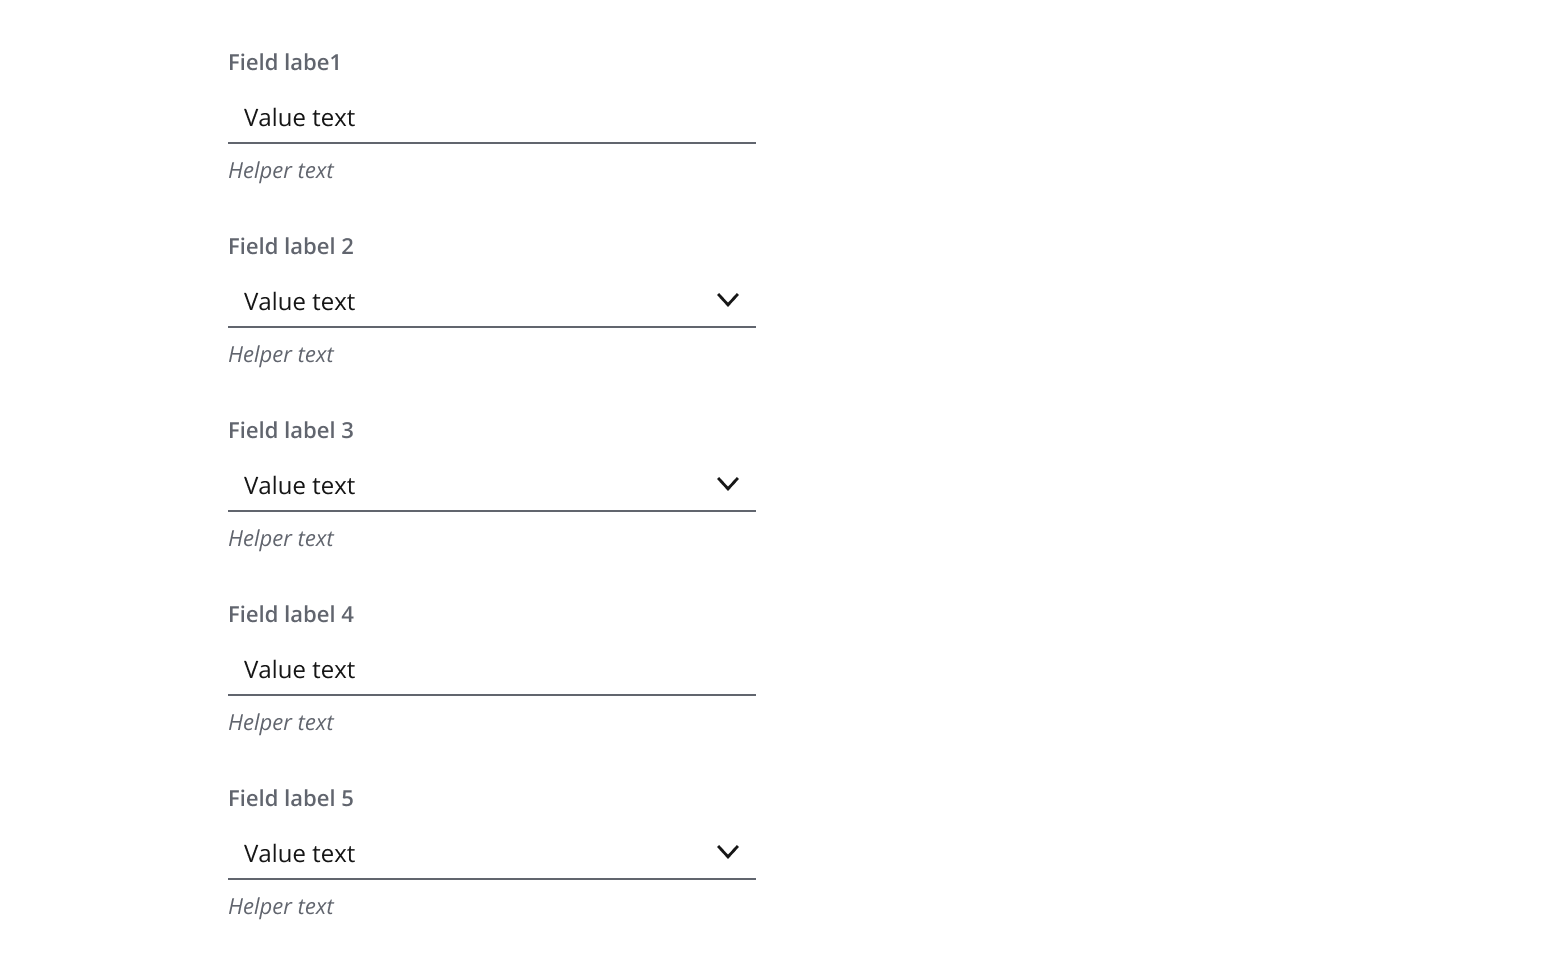 Field labe1
Value text
Helper text
Field label 2
Value text
Helper text
Field label 3
Value text
Helper text
Field label 4
Value text
Helper text
Field label 5
Value text
Helper text